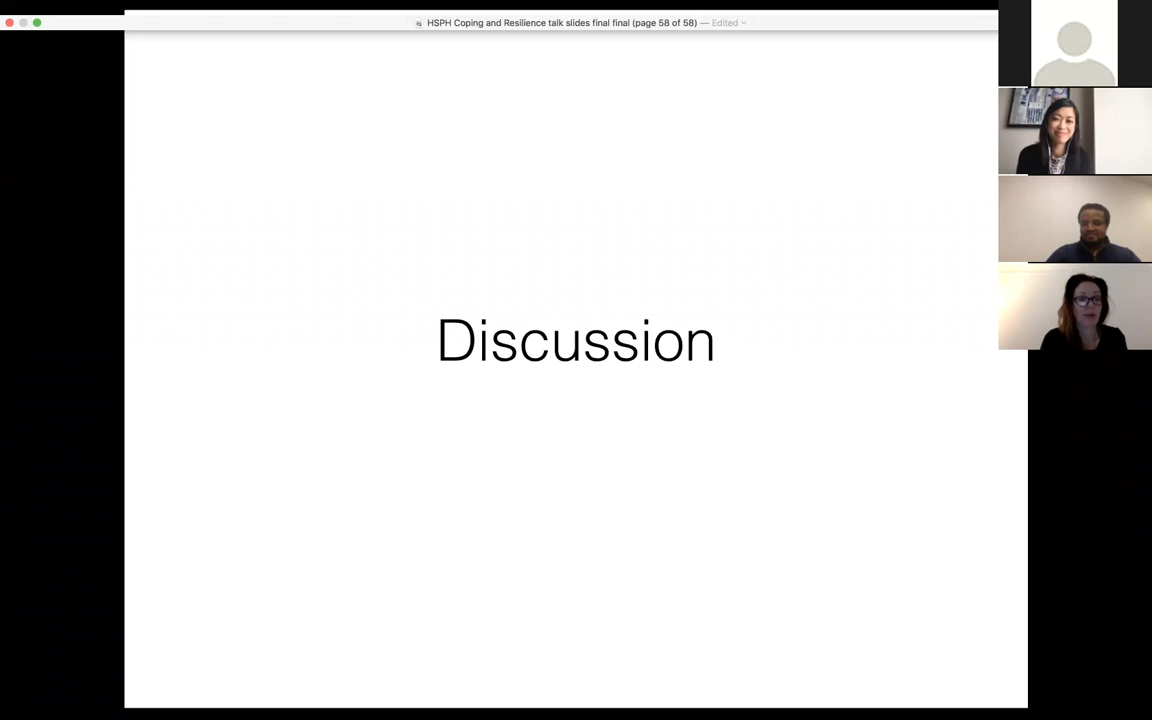 HSPH Coping and Resilience talk slides final final (page 58 of 58) — Edited
Discussion